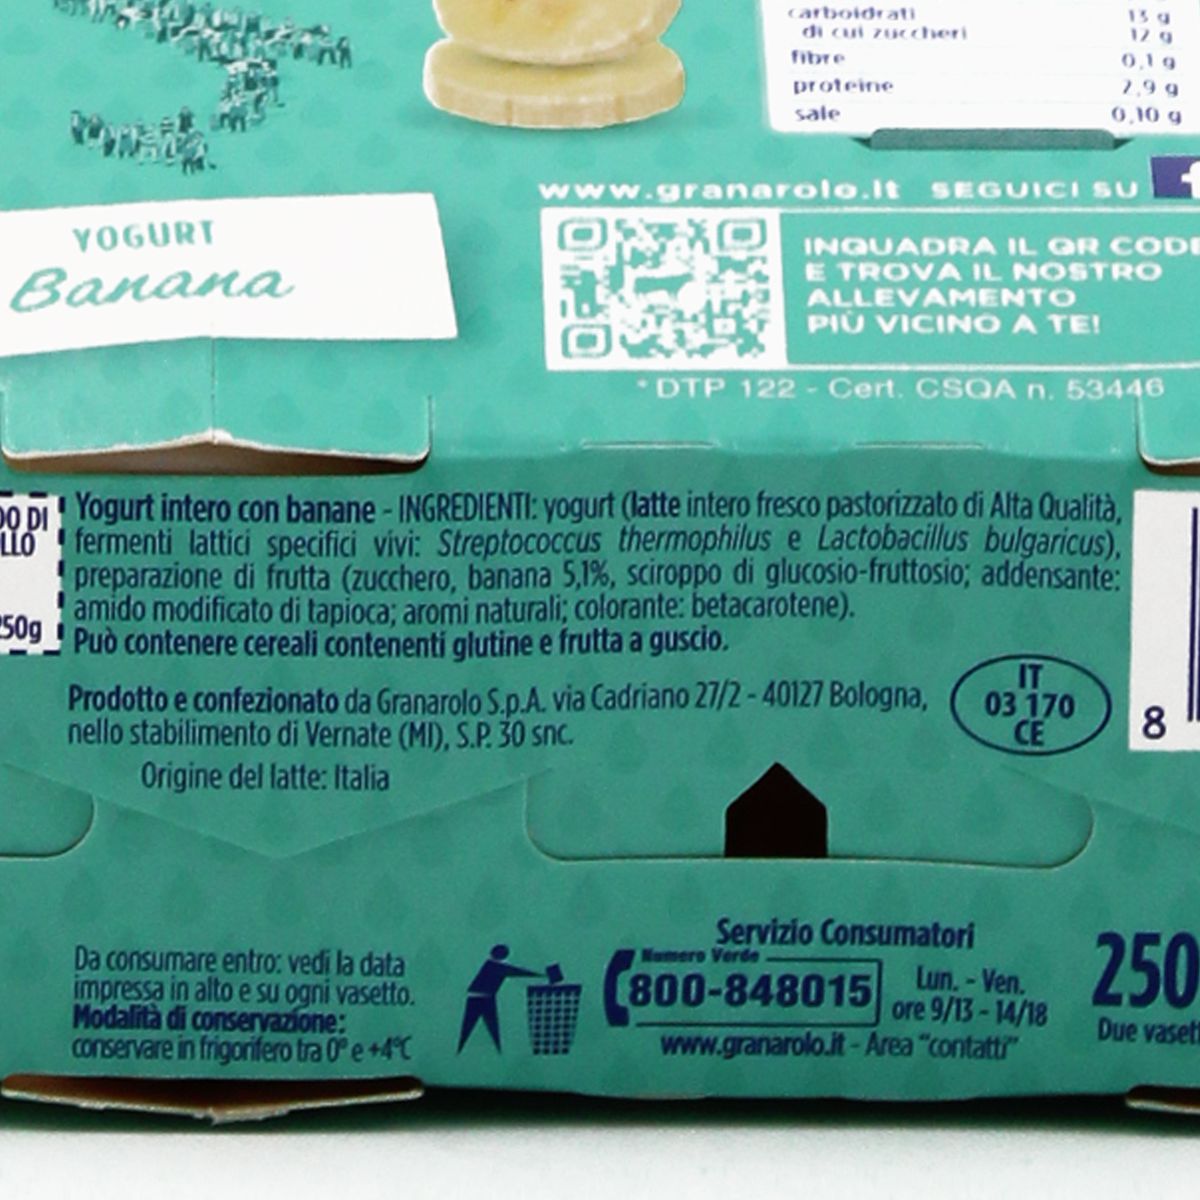 carboidrati 13 g
di cui zuccheri 12 g
fibre 0,1 g
proteine 2,9 g
sale 0,10 g
www.granarolo.it SEGUICI SU f
YOGURT
Banana
INQUADRA IL QR CODE
E TROVA IL NOSTRO
ALLEVAMENTO
PIÙ VICINO A TE!
* DTP 122 - Cert. CSQA n. 53446
DI
50g
Yogurt intero con banane - INGREDIENTI: yogurt (latte intero fresco pastorizzato di Alta Qualità,
fermenti lattici specifici vivi: Streptococcus thermophilus e Lactobacillus bulgaricus),
preparazione di frutta (zucchero, banana 5,1%, sciroppo di glucosio-fruttosio; addensante:
amido modificato di tapioca; aromi naturali; colorante: betacarotene).
Può contenere cereali contenenti glutine e frutta a guscio.
Prodotto e confezionato da Granarolo S.p.A. via Cadriano 27/2 - 40127 Bologna,
nello stabilimento di Vernate (MI), S.P. 30 snc.
Origine del latte: Italia
IT
03 170
CE
8
Da consumare entro: vedi la data
impressa in alto e su ogni vasetto.
Modalità di conservazione:
conservare in frigorifero tra 0° e +4°C
Servizio Consumatori
Numero Verde
800-848015
Lun. - Ven.
ore 9/13 - 14/18
www.granarolo.it - Area "contatti"
250
Due